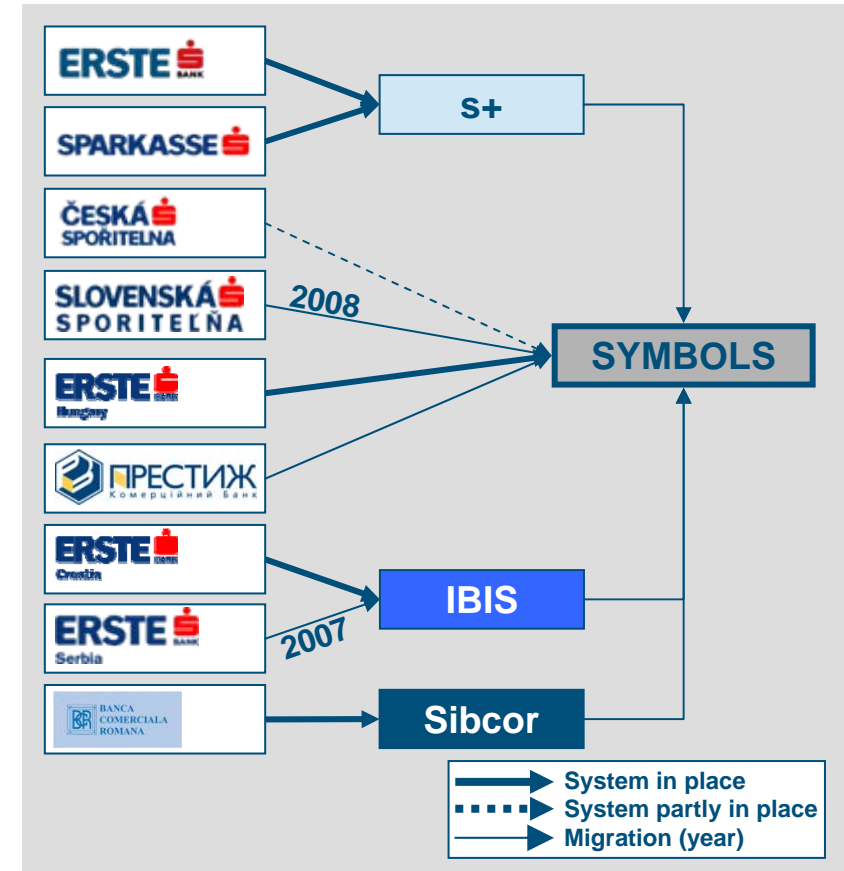 ERSTE
BANK
SPARKASSE
s+
ČESKÁ
SPOŘITELNA
SLOVENSKÁ
SPORITEĽŇA
2008
SYMBOLS
ERSTE
BANK
Hungary
ПРЕСТИЖ
Комерційний Банк
ERSTE
BANK
Croatia
IBIS
ERSTE
BANK
Serbia
2007
BCR
BANCA
COMERCIALA
ROMANA
Sibcor
System in place
System partly in place
Migration (year)